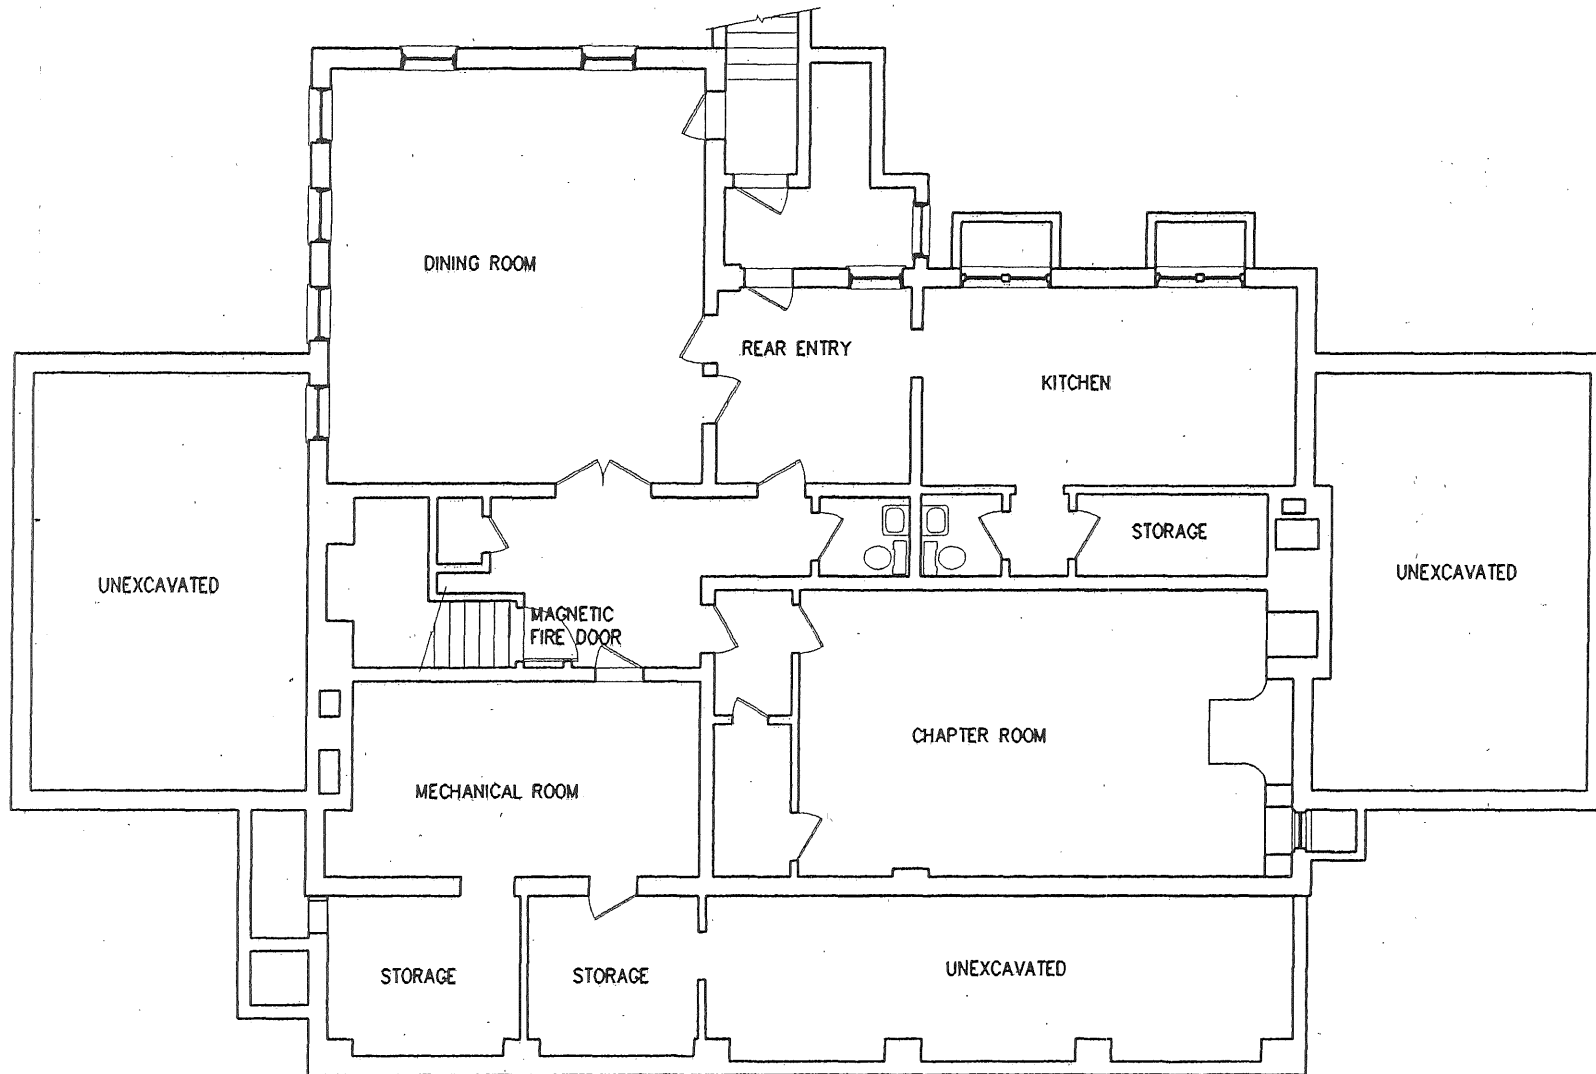 DINING ROOM
REAR ENTRY
KITCHEN
STORAGE
UNEXCAVATED
UNEXCAVATED
MAGNETIC
FIRE DOOR
CHAPTER ROOM
MECHANICAL ROOM
STORAGE
STORAGE
UNEXCAVATED